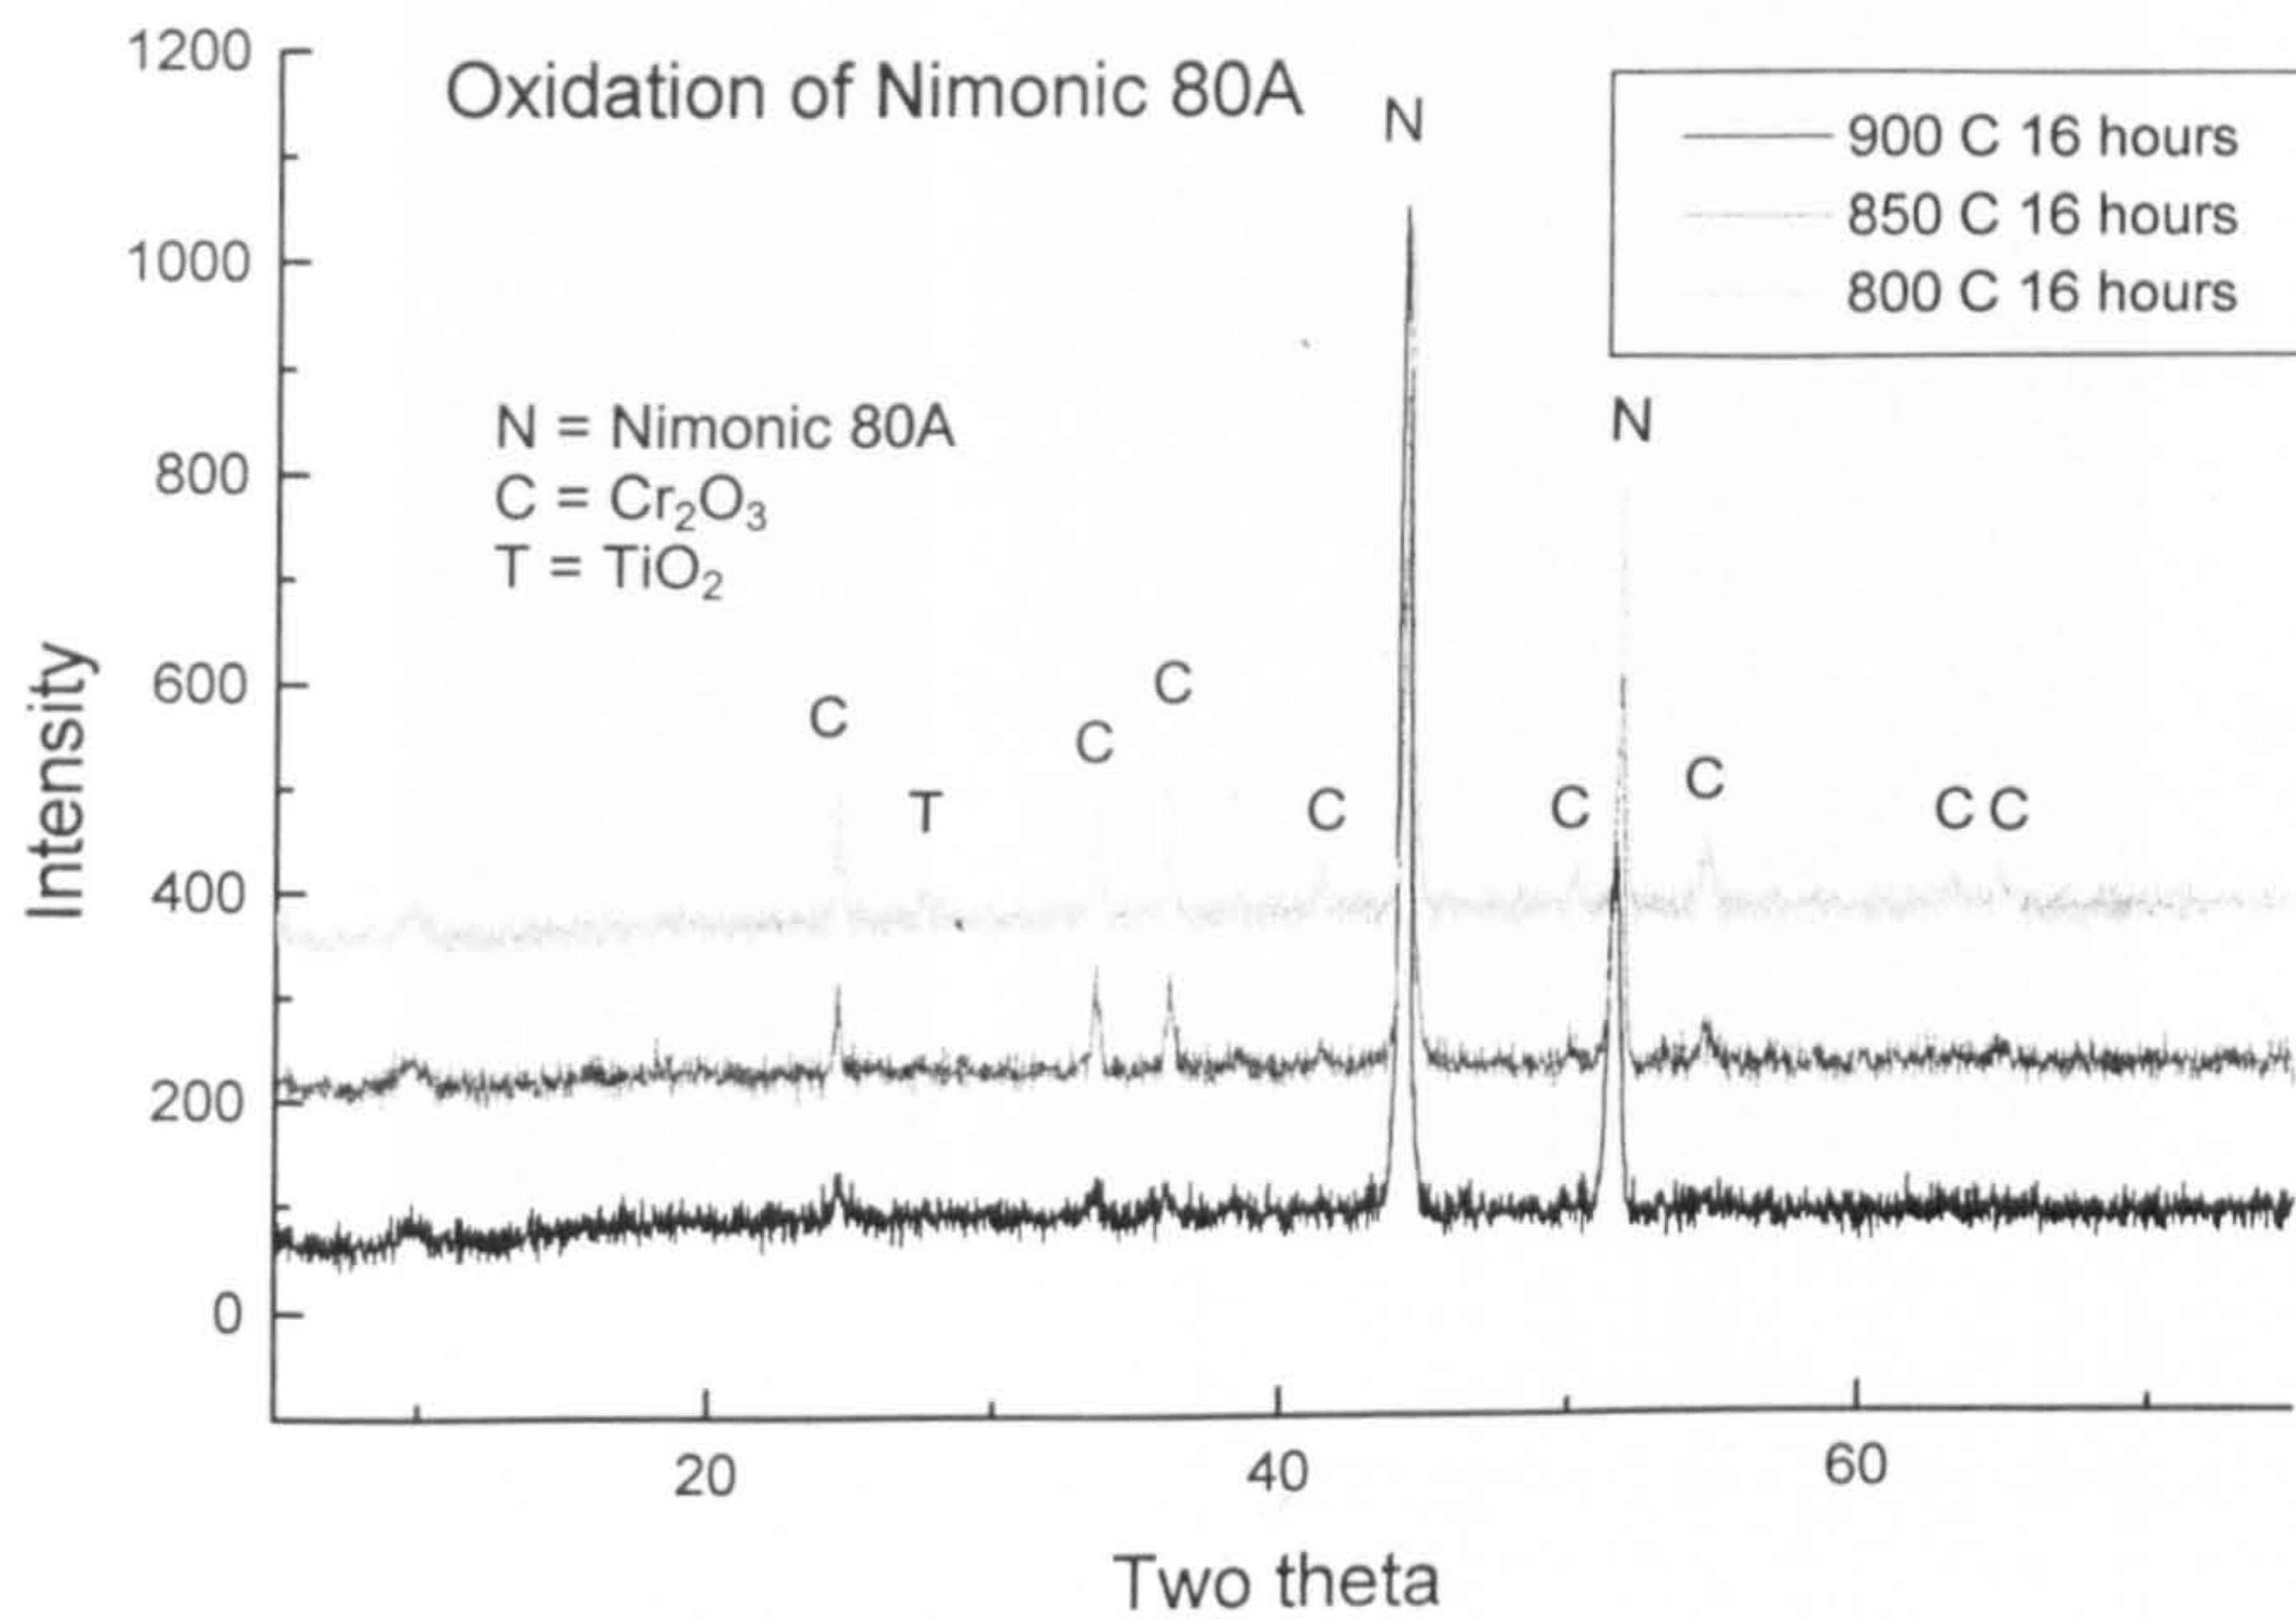 Oxidation of Nimonic 80A
900 C 16 hours
850 C 16 hours
800 C 16 hours
N = Nimonic 80A
C = Cr₂O₃
T = TiO₂
N
N
C
T
C
C
C
C
C
C C
1200
1000
800
600
400
200
0
Intensity
20
40
60
Two theta